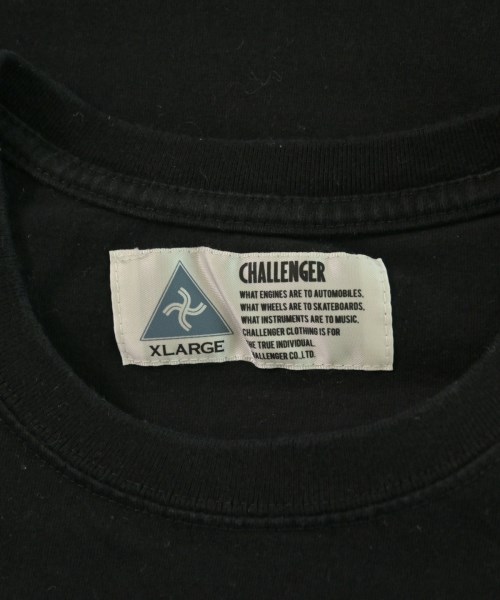 XLARGE
CHALLENGER
WHAT ENGINES ARE TO AUTOMOBILES,
WHAT WHEELS ARE TO SKATEBOARDS,
WHAT INSTRUMENTS ARE TO MUSIC,
CHALLENGER CLOTHING IS FOR
THE TRUE INDIVIDUAL.
CHALLENGER CO.,LTD.